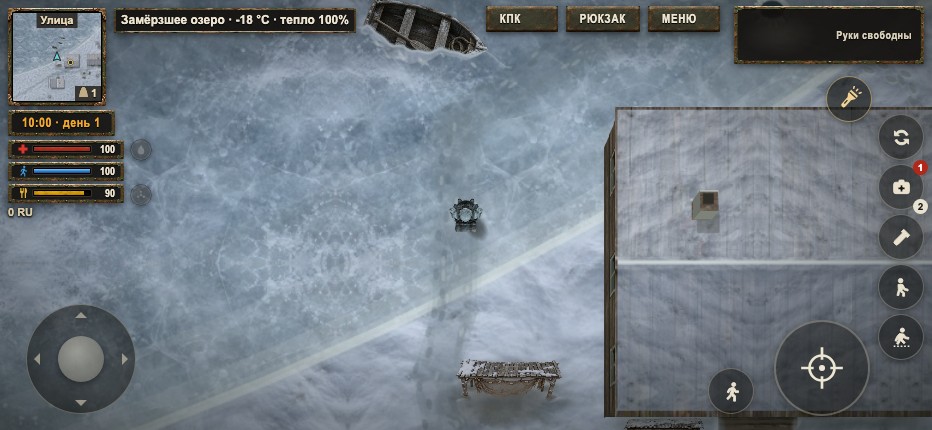 Улица
Замёрзшее озеро · -18 °C · тепло 100%
КПК
РЮКЗАК
МЕНЮ
Руки свободны
1
10:00 · день 1
100
100
90
0 RU
1
2